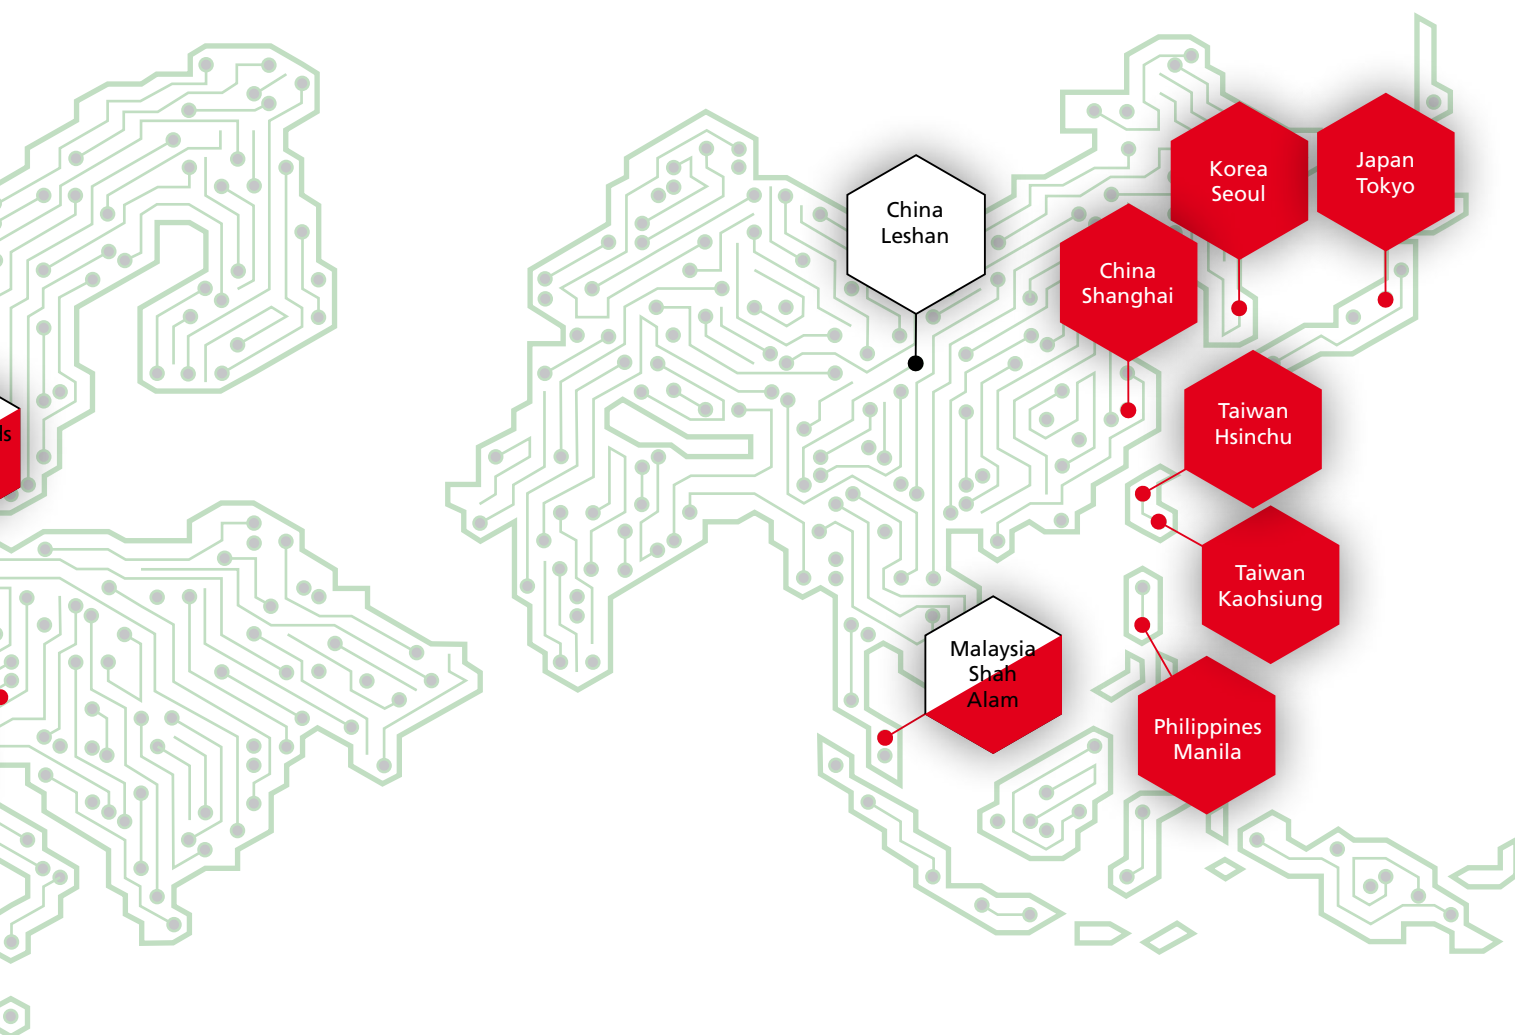 China
Leshan
Korea
Seoul
Japan
Tokyo
China
Shanghai
Taiwan
Hsinchu
Taiwan
Kaohsiung
Malaysia
Shah
Alam
Philippines
Manila